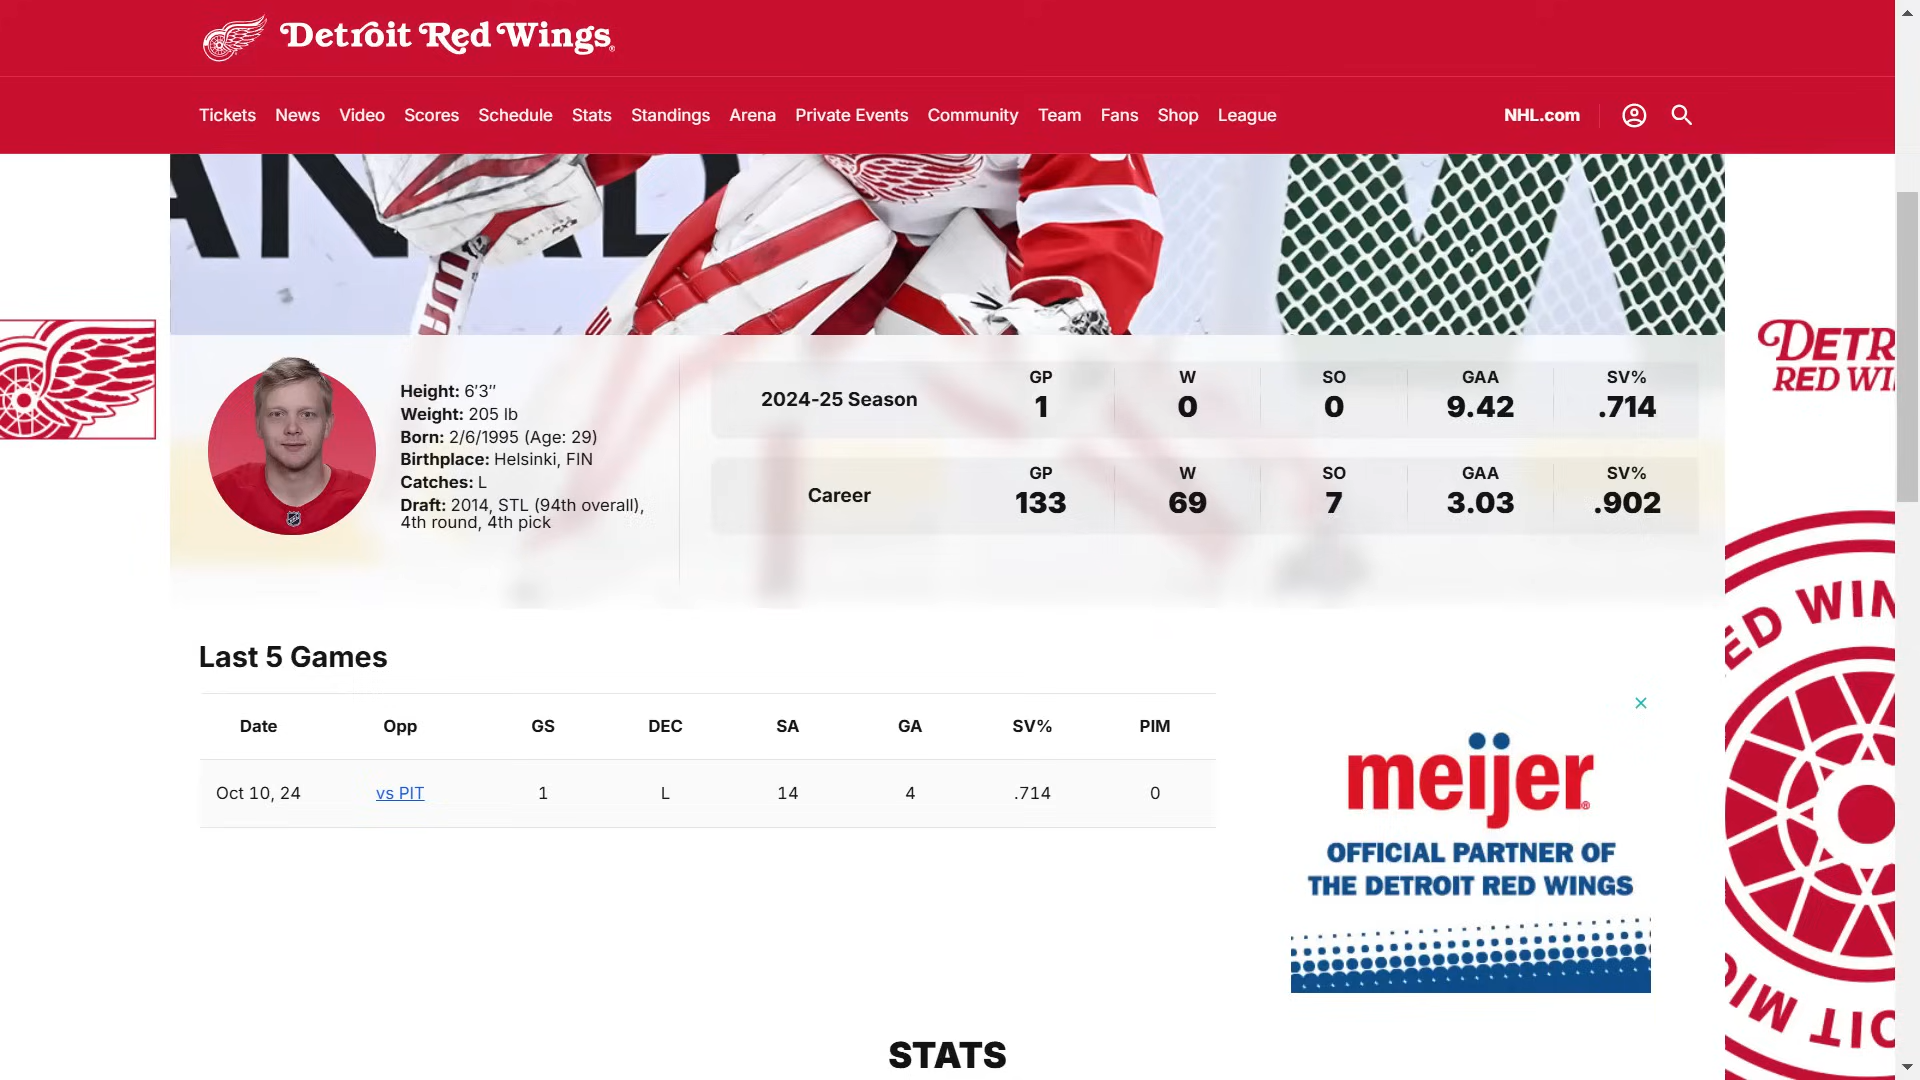 Detroit Red Wings
Tickets News Video Scores Schedule Stats Standings Arena Private Events Community Team Fans Shop League NHL.com
Height: 6'3"
Weight: 205 lb
Born: 2/6/1995 (Age: 29)
Birthplace: Helsinki, FIN
Catches: L
Draft: 2014, STL (94th overall),
4th round, 4th pick
2024-25 Season
GP W SO GAA SV%
1 0 0 9.42 .714
Career
GP W SO GAA SV%
133 69 7 3.03 .902
DETR
RED WI
Last 5 Games
Date Opp GS DEC SA GA SV% PIM
Oct 10, 24 vs PIT 1 L 14 4 .714 0
meijer
OFFICIAL PARTNER OF
THE DETROIT RED WINGS
ED WIN
STATS